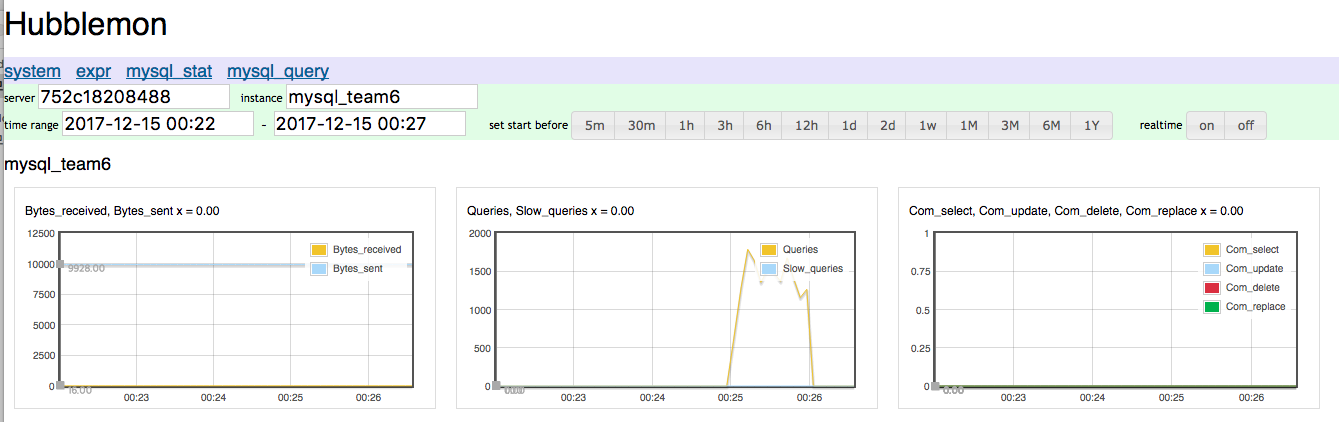 Hubblemon
system expr mysql_stat mysql_query
server 752c18208488 instance mysql_team6
time range 2017-12-15 00:22 - 2017-12-15 00:27 set start before 5m 30m 1h 3h 6h 12h 1d 2d 1w 1M 3M 6M 1Y realtime on off
mysql_team6
Bytes_received, Bytes_sent x = 0.00
12500
10000
7500
5000
2500
0
9928.00
16.00
Bytes_received
Bytes_sent
00:23 00:24 00:25 00:26
Queries, Slow_queries x = 0.00
2000
1500
1000
500
0
Queries
Slow_queries
00:23 00:24 00:25 00:26
Com_select, Com_update, Com_delete, Com_replace x = 0.00
1
0.75
0.5
0.25
0
0.00
Com_select
Com_update
Com_delete
Com_replace
00:23 00:24 00:25 00:26